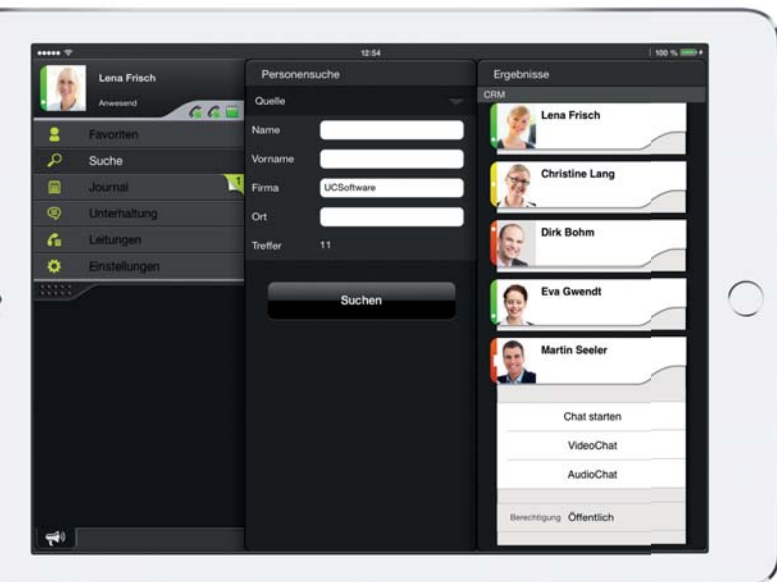 12:54
100 %
Lena Frisch
Anwesend
Favoriten
Suche
Journal
1
Unterhaltung
Leitungen
Einstellungen
Personensuche
Quelle
Name
Vorname
Firma UCSoftware
Ort
Treffer 11
Suchen
Ergebnisse
CRM
Lena Frisch
Christine Lang
Dirk Bohm
Eva Gwendt
Martin Seeler
Chat starten
VideoChat
AudioChat
Berechtigung Öffentlich